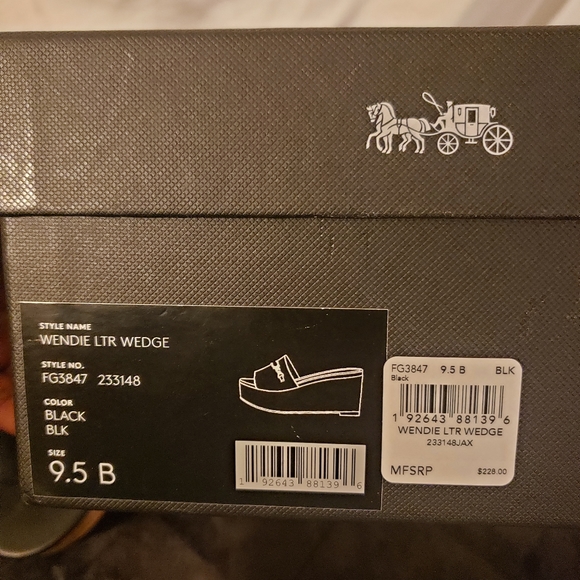 STYLE NAME
WENDIE LTR WEDGE
STYLE NO.
FG3847 233148
COLOR
BLACK
BLK
SIZE
9.5 B
1 92643 88139 6
FG3847 9.5 B BLK
Black
1 92643 88139 6
WENDIE LTR WEDGE
233148JAX
MFSRP $228.00